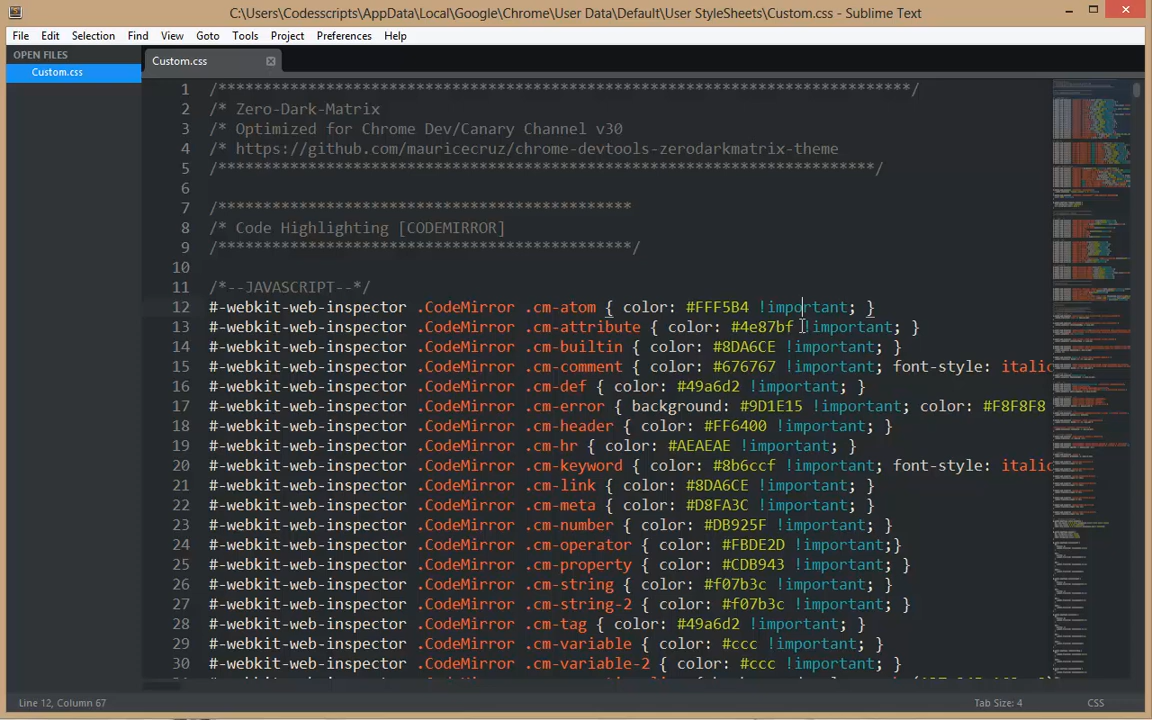 C:\Users\Codesscripts\AppData\Local\Google\Chrome\User Data\Default\User StyleSheets\Custom.css - Sublime Text
File Edit Selection Find View Goto Tools Project Preferences Help
OPEN FILES
Custom.css
Custom.css
1 /*****************************************************************************/
2 /* Zero-Dark-Matrix
3 /* Optimized for Chrome Dev/Canary Channel v30
4 /* https://github.com/mauricecruz/chrome-devtools-zerodarkmatrix-theme
5 /*************************************************************************/
6
7 /**********************************************
8 /* Code Highlighting [CODEMIRROR]
9 /**********************************************/
10
11 /*--JAVASCRIPT--*/
12 #-webkit-web-inspector .CodeMirror .cm-atom { color: #FFF5B4 !important; }
13 #-webkit-web-inspector .CodeMirror .cm-attribute { color: #4e87bf !important; }
14 #-webkit-web-inspector .CodeMirror .cm-builtin { color: #8DA6CE !important; }
15 #-webkit-web-inspector .CodeMirror .cm-comment { color: #676767 !important; font-style: italic
16 #-webkit-web-inspector .CodeMirror .cm-def { color: #49a6d2 !important; }
17 #-webkit-web-inspector .CodeMirror .cm-error { background: #9D1E15 !important; color: #F8F8F8
18 #-webkit-web-inspector .CodeMirror .cm-header { color: #FF6400 !important; }
19 #-webkit-web-inspector .CodeMirror .cm-hr { color: #AEAEAE !important; }
20 #-webkit-web-inspector .CodeMirror .cm-keyword { color: #8b6ccf !important; font-style: italic
21 #-webkit-web-inspector .CodeMirror .cm-link { color: #8DA6CE !important; }
22 #-webkit-web-inspector .CodeMirror .cm-meta { color: #D8FA3C !important; }
23 #-webkit-web-inspector .CodeMirror .cm-number { color: #DB925F !important; }
24 #-webkit-web-inspector .CodeMirror .cm-operator { color: #FBDE2D !important;}
25 #-webkit-web-inspector .CodeMirror .cm-property { color: #CDB943 !important; }
26 #-webkit-web-inspector .CodeMirror .cm-string { color: #f07b3c !important; }
27 #-webkit-web-inspector .CodeMirror .cm-string-2 { color: #f07b3c !important; }
28 #-webkit-web-inspector .CodeMirror .cm-tag { color: #49a6d2 !important; }
29 #-webkit-web-inspector .CodeMirror .cm-variable { color: #ccc !important; }
30 #-webkit-web-inspector .CodeMirror .cm-variable-2 { color: #ccc !important; }
Line 12, Column 67
Tab Size: 4
CSS